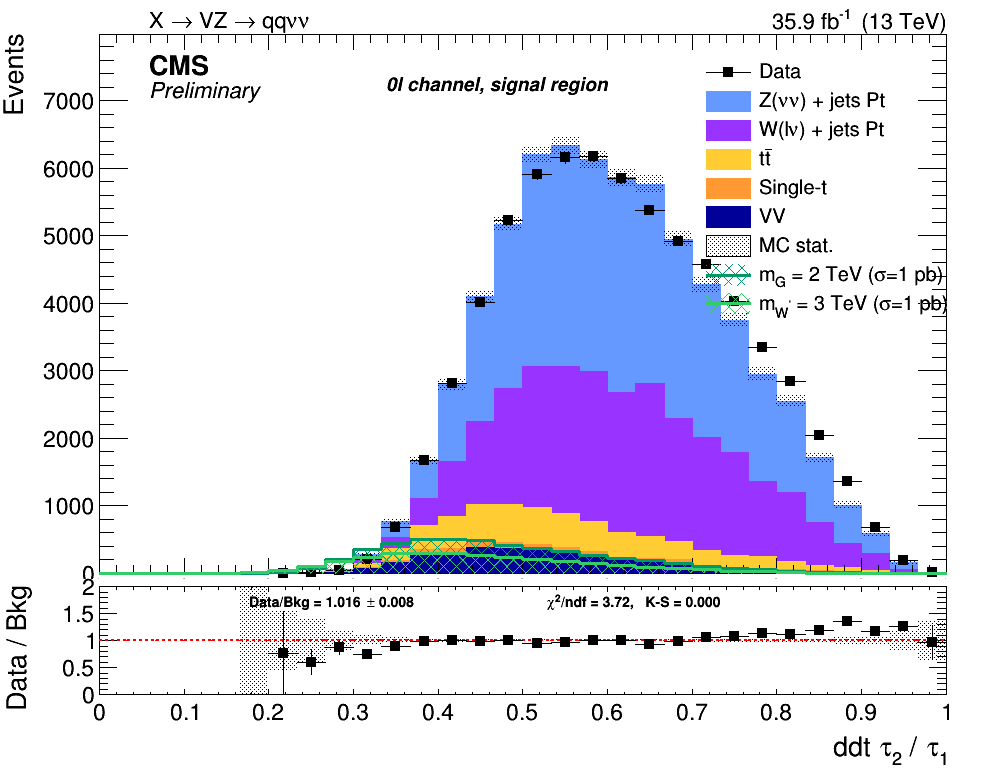 X → VZ → qqνν
35.9 fb⁻¹ (13 TeV)
Events
CMS
Preliminary
0l channel, signal region
Data
Z(νν) + jets Pt
W(lν) + jets Pt
tt̄
Single-t
VV
MC stat.
m_G = 2 TeV (σ=1 pb)
m_W' = 3 TeV (σ=1 pb)
7000
6000
5000
4000
3000
2000
1000
0
Data / Bkg
2
1.5
1
0.5
0
Data/Bkg = 1.016 ± 0.008
χ²/ndf = 3.72, K-S = 0.000
0 0.1 0.2 0.3 0.4 0.5 0.6 0.7 0.8 0.9 1
ddt τ₂ / τ₁